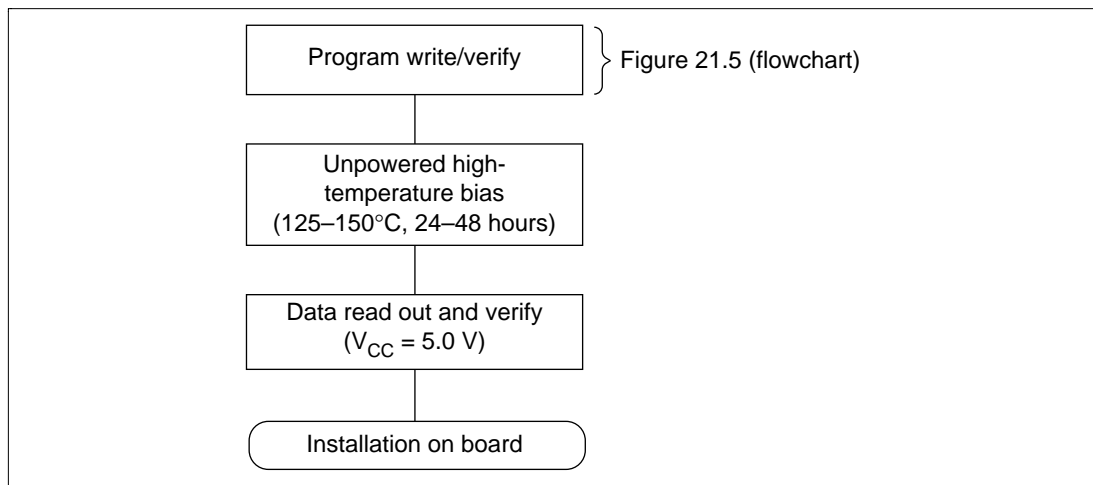 Program write/verify
Figure 21.5 (flowchart)
Unpowered high-
temperature bias
(125–150°C, 24–48 hours)
Data read out and verify
(VCC = 5.0 V)
Installation on board